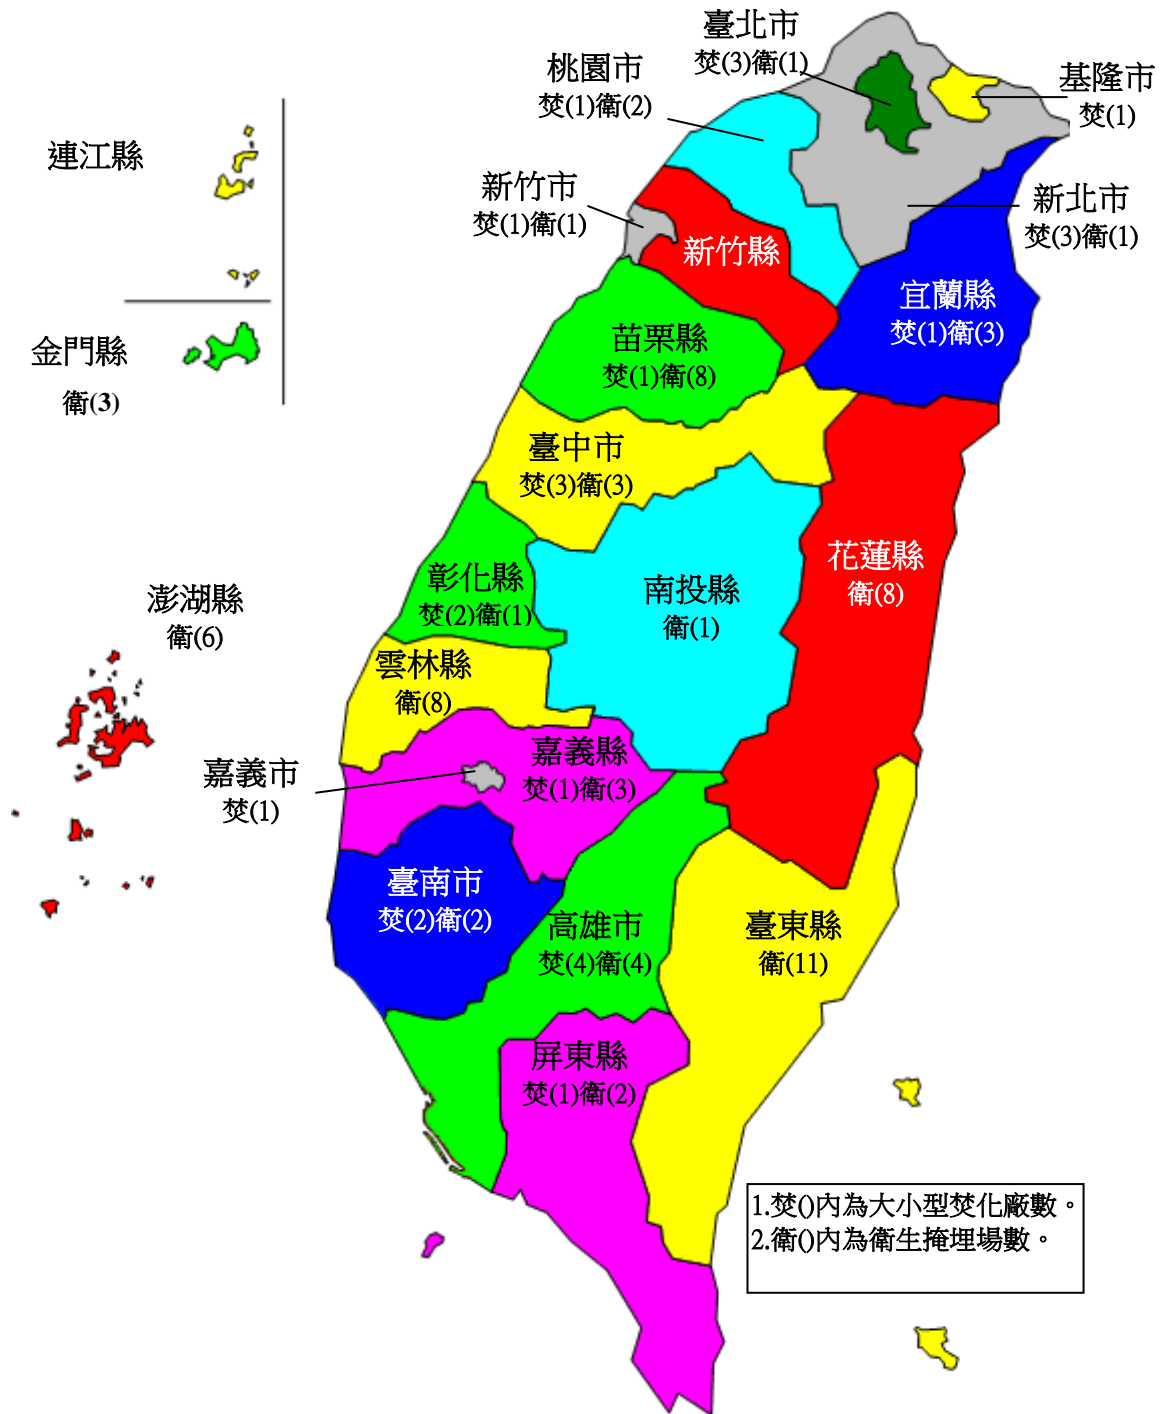 臺北市
焚(3)衛(1)
桃園市
焚(1)衛(2)
基隆市
焚(1)
連江縣
新竹市
焚(1)衛(1)
新北市
焚(3)衛(1)
新竹縣
宜蘭縣
焚(1)衛(3)
金門縣
衛(3)
苗栗縣
焚(1)衛(8)
臺中市
焚(3)衛(3)
花蓮縣
衛(8)
彰化縣
焚(2)衛(1)
南投縣
衛(1)
澎湖縣
衛(6)
雲林縣
衛(8)
嘉義縣
焚(1)衛(3)
嘉義市
焚(1)
臺南市
焚(2)衛(2)
高雄市
焚(4)衛(4)
臺東縣
衛(11)
屏東縣
焚(1)衛(2)
1.焚()內為大小型焚化廠數。
2.衛()內為衛生掩埋場數。